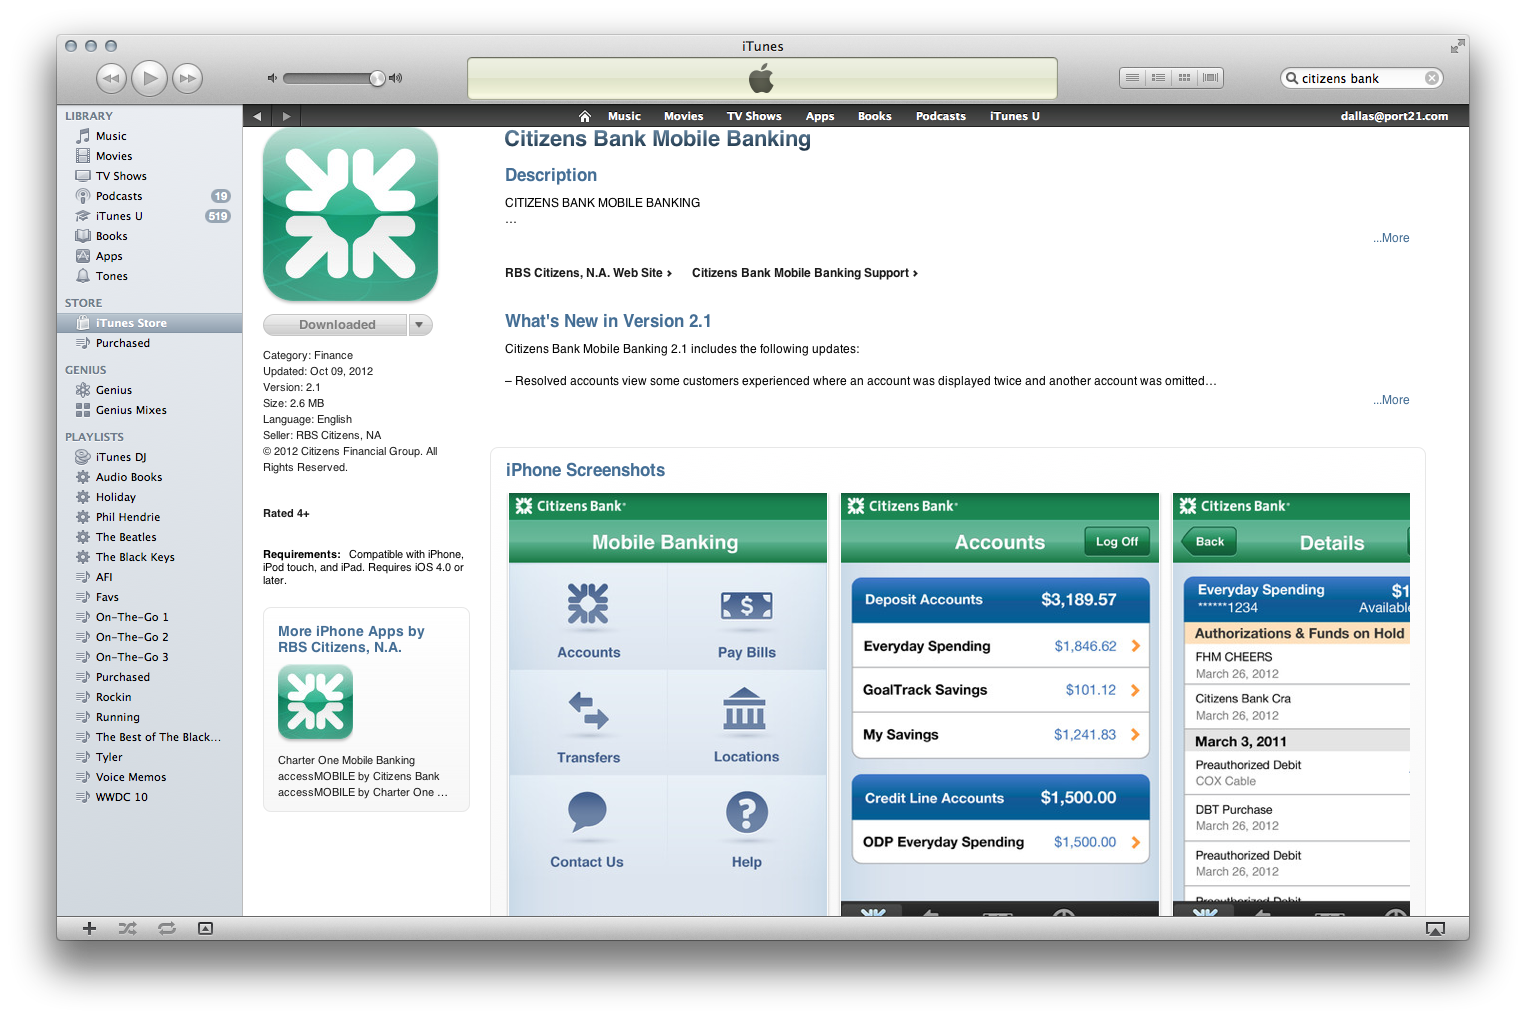 iTunes
citizens bank
LIBRARY
Music
Movies
TV Shows
Podcasts 19
iTunes U 519
Books
Apps
Tones
STORE
iTunes Store
Purchased
GENIUS
Genius
Genius Mixes
PLAYLISTS
iTunes DJ
Audio Books
Holiday
Phil Hendrie
The Beatles
The Black Keys
AFI
Favs
On-The-Go 1
On-The-Go 2
On-The-Go 3
Purchased
Rockin
Running
The Best of The Black...
Tyler
Voice Memos
WWDC 10
Music Movies TV Shows Apps Books Podcasts iTunes U dallas@port21.com
Downloaded
Category: Finance
Updated: Oct 09, 2012
Version: 2.1
Size: 2.6 MB
Language: English
Seller: RBS Citizens, NA
© 2012 Citizens Financial Group. All
Rights Reserved.
Rated 4+
Requirements: Compatible with iPhone,
iPod touch, and iPad. Requires iOS 4.0 or
later.
More iPhone Apps by
RBS Citizens, N.A.
Charter One Mobile Banking
accessMOBILE by Citizens Bank
accessMOBILE by Charter One ...
Citizens Bank Mobile Banking
Description
CITIZENS BANK MOBILE BANKING
...
...More
RBS Citizens, N.A. Web Site › Citizens Bank Mobile Banking Support ›
What's New in Version 2.1
Citizens Bank Mobile Banking 2.1 includes the following updates:
– Resolved accounts view some customers experienced where an account was displayed twice and another account was omitted...
...More
iPhone Screenshots
Citizens Bank
Mobile Banking
Accounts Pay Bills
Transfers Locations
Contact Us Help
Citizens Bank
Accounts Log Off
Deposit Accounts $3,189.57
Everyday Spending $1,846.62
GoalTrack Savings $101.12
My Savings $1,241.83
Credit Line Accounts $1,500.00
ODP Everyday Spending $1,500.00
Citizens Bank
Back Details
Everyday Spending $1
******1234 Available
Authorizations & Funds on Hold
FHM CHEERS
March 26, 2012
Citizens Bank Cra
March 26, 2012
March 3, 2011
Preauthorized Debit
COX Cable
DBT Purchase
March 26, 2012
Preauthorized Debit
March 26, 2012
Preauthorized Debit